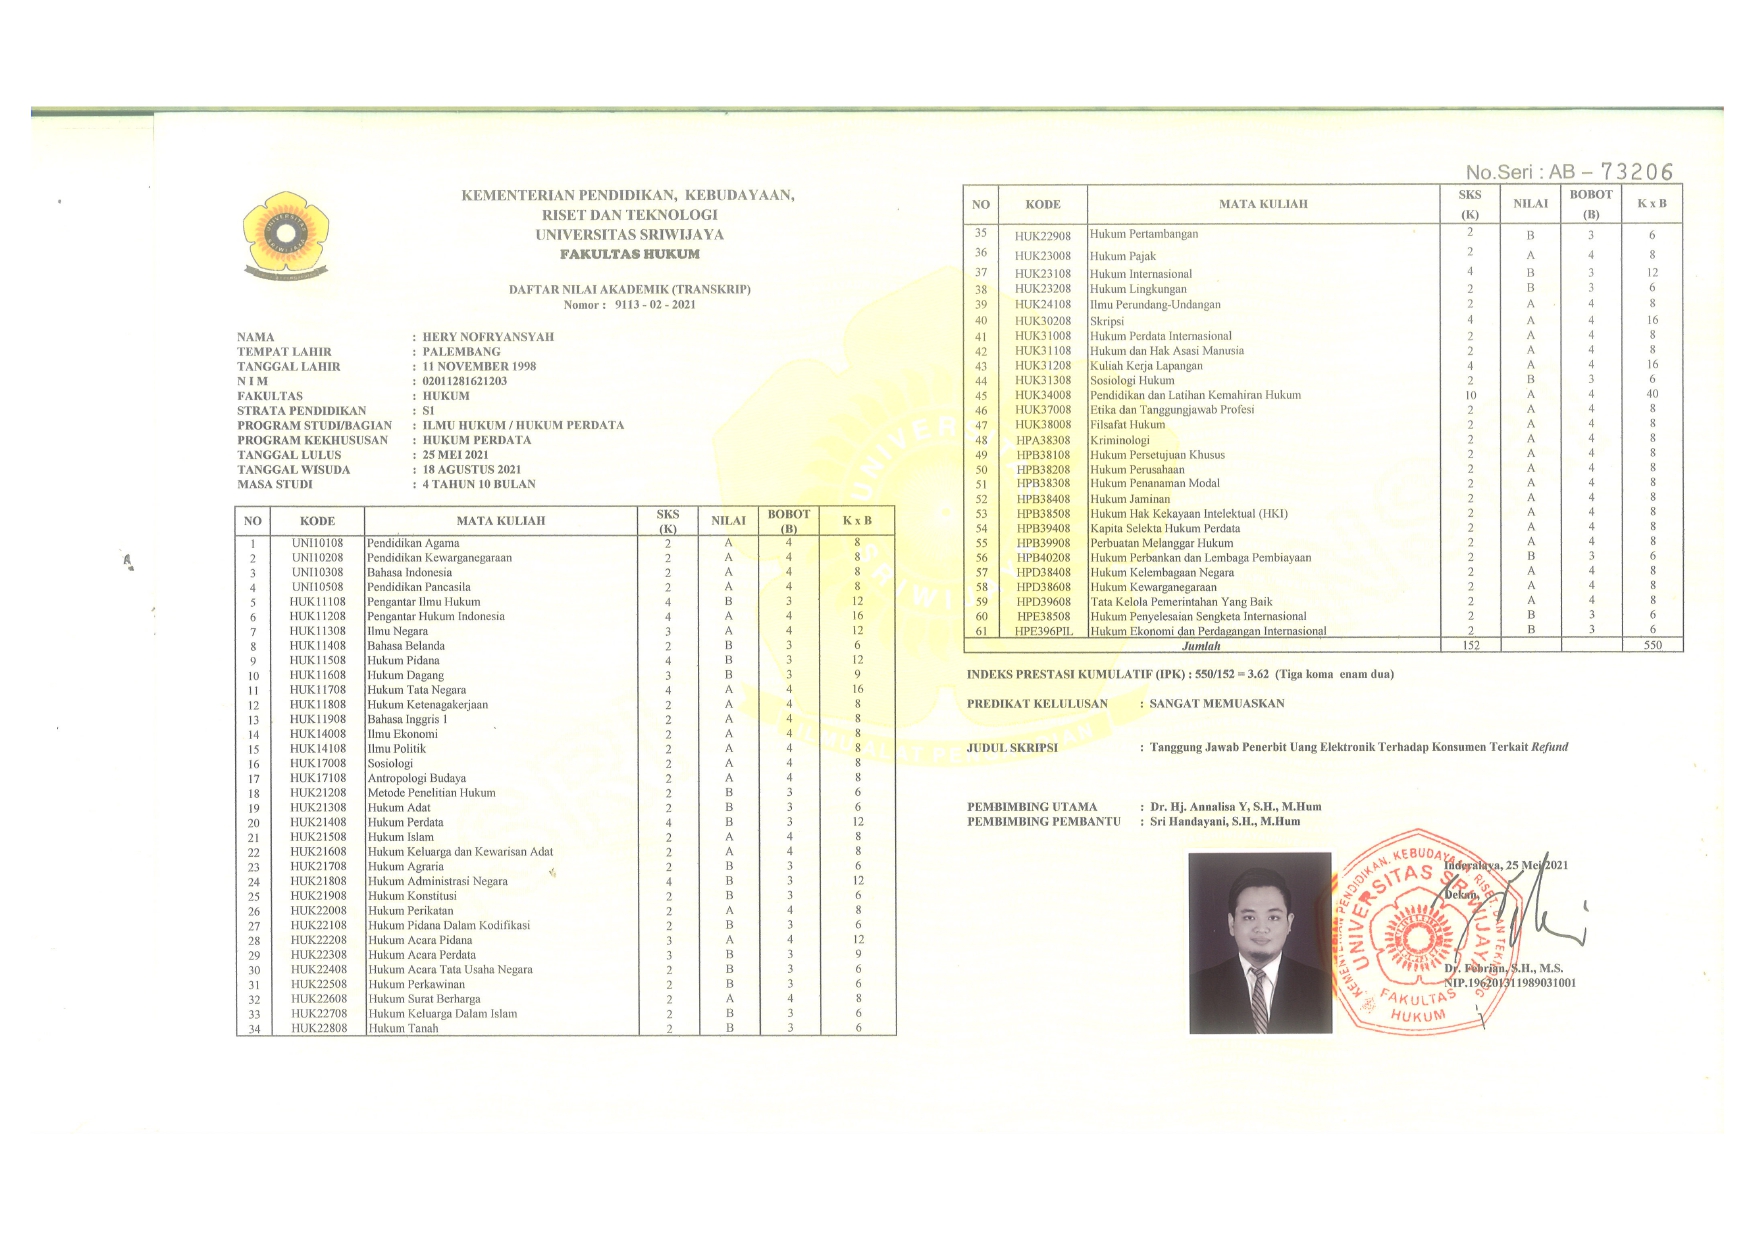 No.Seri : AB – 73206
KEMENTERIAN PENDIDIKAN, KEBUDAYAAN,
RISET DAN TEKNOLOGI
UNIVERSITAS SRIWIJAYA
FAKULTAS HUKUM
DAFTAR NILAI AKADEMIK (TRANSKRIP)
Nomor : 9113 - 02 - 2021
NAMA : HERY NOFRYANSYAH
TEMPAT LAHIR : PALEMBANG
TANGGAL LAHIR : 11 NOVEMBER 1998
N I M : 02011281621203
FAKULTAS : HUKUM
STRATA PENDIDIKAN : S1
PROGRAM STUDI/BAGIAN : ILMU HUKUM / HUKUM PERDATA
PROGRAM KEKHUSUSAN : HUKUM PERDATA
TANGGAL LULUS : 25 MEI 2021
TANGGAL WISUDA : 18 AGUSTUS 2021
MASA STUDI : 4 TAHUN 10 BULAN
NO KODE MATA KULIAH SKS (K) NILAI BOBOT (B) K x B
1 UNI10108 Pendidikan Agama 2 A 4 8
2 UNI10208 Pendidikan Kewarganegaraan 2 A 4 8
3 UNI10308 Bahasa Indonesia 2 A 4 8
4 UNI10508 Pendidikan Pancasila 2 A 4 8
5 HUK11108 Pengantar Ilmu Hukum 4 B 3 12
6 HUK11208 Pengantar Hukum Indonesia 4 A 4 16
7 HUK11308 Ilmu Negara 3 A 4 12
8 HUK11408 Bahasa Belanda 2 B 3 6
9 HUK11508 Hukum Pidana 4 B 3 12
10 HUK11608 Hukum Dagang 3 B 3 9
11 HUK11708 Hukum Tata Negara 4 A 4 16
12 HUK11808 Hukum Ketenagakerjaan 2 A 4 8
13 HUK11908 Bahasa Inggris 1 2 A 4 8
14 HUK14008 Ilmu Ekonomi 2 A 4 8
15 HUK14108 Ilmu Politik 2 A 4 8
16 HUK17008 Sosiologi 2 A 4 8
17 HUK17108 Antropologi Budaya 2 A 4 8
18 HUK21208 Metode Penelitian Hukum 2 B 3 6
19 HUK21308 Hukum Adat 2 B 3 6
20 HUK21408 Hukum Perdata 4 B 3 12
21 HUK21508 Hukum Islam 2 A 4 8
22 HUK21608 Hukum Keluarga dan Kewarisan Adat 2 A 4 8
23 HUK21708 Hukum Agraria 2 B 3 6
24 HUK21808 Hukum Administrasi Negara 4 B 3 12
25 HUK21908 Hukum Konstitusi 2 B 3 6
26 HUK22008 Hukum Perikatan 2 A 4 8
27 HUK22108 Hukum Pidana Dalam Kodifikasi 2 B 3 6
28 HUK22208 Hukum Acara Pidana 3 A 4 12
29 HUK22308 Hukum Acara Perdata 3 B 3 9
30 HUK22408 Hukum Acara Tata Usaha Negara 2 B 3 6
31 HUK22508 Hukum Perkawinan 2 B 3 6
32 HUK22608 Hukum Surat Berharga 2 A 4 8
33 HUK22708 Hukum Keluarga Dalam Islam 2 B 3 6
34 HUK22808 Hukum Tanah 2 B 3 6
NO KODE MATA KULIAH SKS (K) NILAI BOBOT (B) K x B
35 HUK22908 Hukum Pertambangan 2 B 3 6
36 HUK23008 Hukum Pajak 2 A 4 8
37 HUK23108 Hukum Internasional 4 B 3 12
38 HUK23208 Hukum Lingkungan 2 B 3 6
39 HUK24108 Ilmu Perundang-Undangan 2 A 4 8
40 HUK30208 Skripsi 4 A 4 16
41 HUK31008 Hukum Perdata Internasional 2 A 4 8
42 HUK31108 Hukum dan Hak Asasi Manusia 2 A 4 8
43 HUK31208 Kuliah Kerja Lapangan 4 A 4 16
44 HUK31308 Sosiologi Hukum 2 B 3 6
45 HUK34008 Pendidikan dan Latihan Kemahiran Hukum 10 A 4 40
46 HUK37008 Etika dan Tanggungjawab Profesi 2 A 4 8
47 HUK38008 Filsafat Hukum 2 A 4 8
48 HPA38308 Kriminologi 2 A 4 8
49 HPB38108 Hukum Persetujuan Khusus 2 A 4 8
50 HPB38208 Hukum Perusahaan 2 A 4 8
51 HPB38308 Hukum Penanaman Modal 2 A 4 8
52 HPB38408 Hukum Jaminan 2 A 4 8
53 HPB38508 Hukum Hak Kekayaan Intelektual (HKI) 2 A 4 8
54 HPB39408 Kapita Selekta Hukum Perdata 2 A 4 8
55 HPB39908 Perbuatan Melanggar Hukum 2 A 4 8
56 HPB40208 Hukum Perbankan dan Lembaga Pembiayaan 2 B 3 6
57 HPD38408 Hukum Kelembagaan Negara 2 A 4 8
58 HPD38608 Hukum Kewarganegaraan 2 A 4 8
59 HPD39608 Tata Kelola Pemerintahan Yang Baik 2 A 4 8
60 HPE38508 Hukum Penyelesaian Sengketa Internasional 2 B 3 6
61 HPE396PIL Hukum Ekonomi dan Perdagangan Internasional 2 B 3 6
Jumlah 152 550
INDEKS PRESTASI KUMULATIF (IPK) : 550/152 = 3.62 (Tiga koma enam dua)
PREDIKAT KELULUSAN : SANGAT MEMUASKAN
JUDUL SKRIPSI : Tanggung Jawab Penerbit Uang Elektronik Terhadap Konsumen Terkait Refund
PEMBIMBING UTAMA : Dr. Hj. Annalisa Y, S.H., M.Hum
PEMBIMBING PEMBANTU : Sri Handayani, S.H., M.Hum
Inderalaya, 25 Mei 2021
Dekan,
Dr. Febrian, S.H., M.S.
NIP.196201311989031001
KEMENTERIAN PENDIDIKAN, KEBUDAYAAN, RISET, DAN TEKNOLOGI
UNIVERSITAS SRIWIJAYA
FAKULTAS
HUKUM
UNIVERSITAS SRIWIJAYA
ILMU ALAT PENGABDIAN